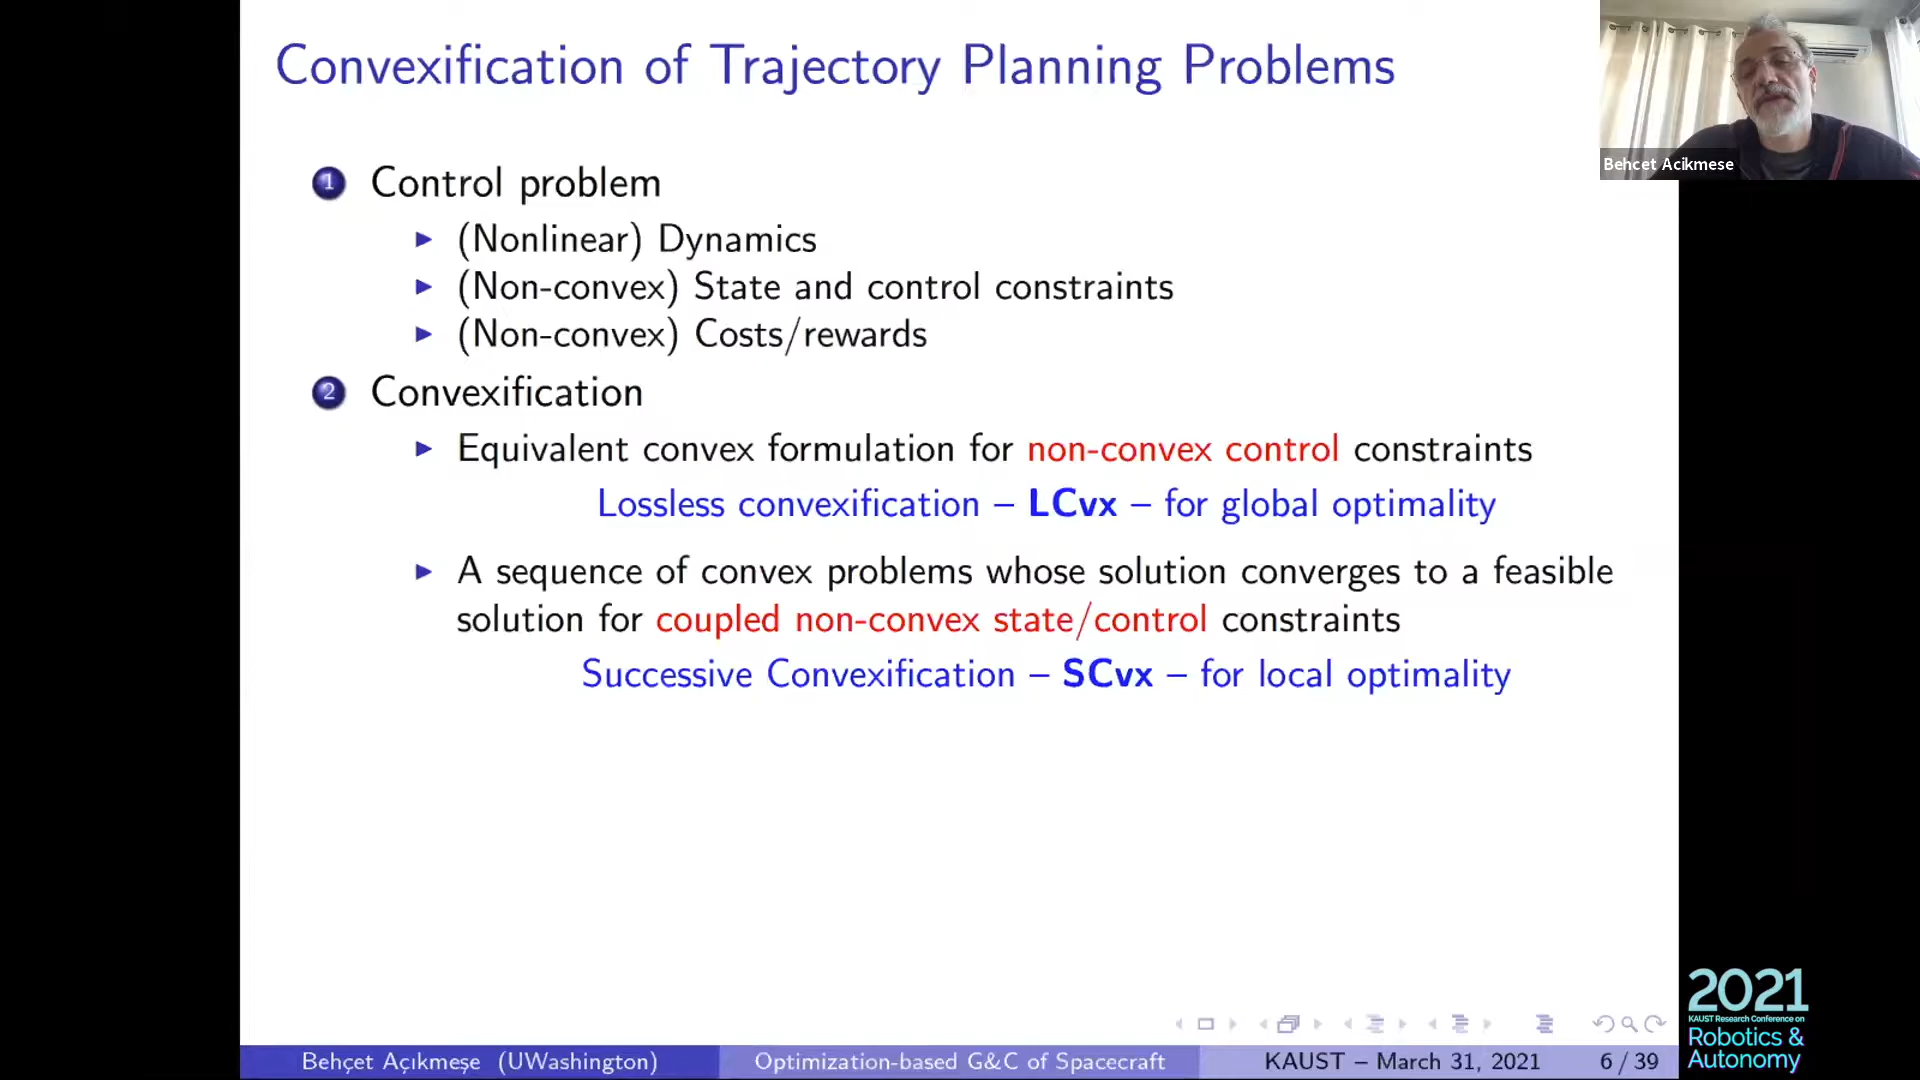 Convexification of Trajectory Planning Problems
Behcet Acikmese
1 Control problem
(Nonlinear) Dynamics
(Non-convex) State and control constraints
(Non-convex) Costs/rewards
2 Convexification
Equivalent convex formulation for non-convex control constraints
Lossless convexification – LCvx – for global optimality
A sequence of convex problems whose solution converges to a feasible
solution for coupled non-convex state/control constraints
Successive Convexification – SCvx – for local optimality
2021
KAUST Research Conference on
Robotics &
Autonomy
Behçet Açıkmeşe (UWashington) Optimization-based G&C of Spacecraft KAUST – March 31, 2021 6 / 39